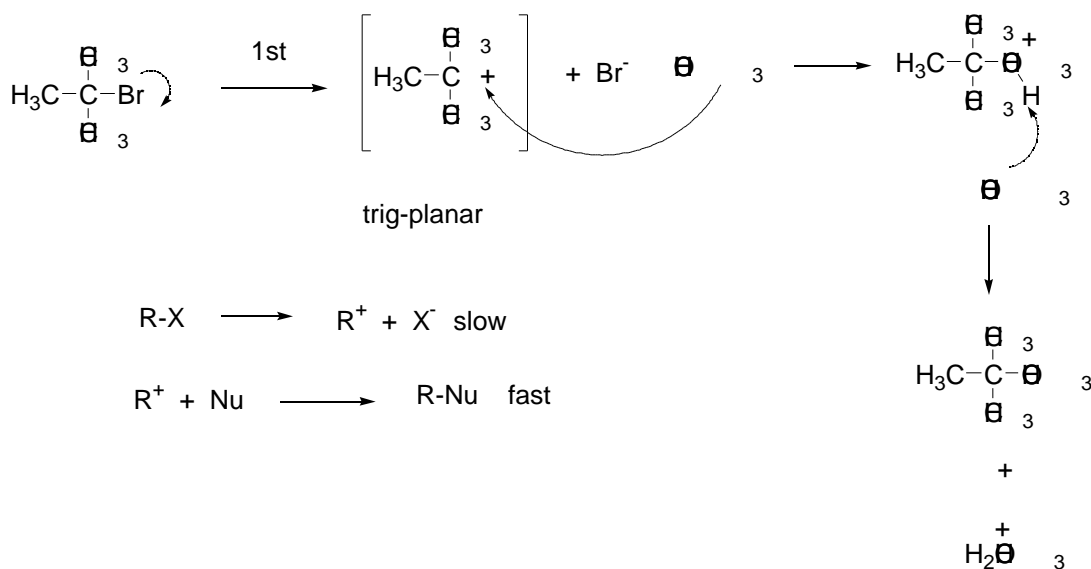 1st
H3C-C-Br
3
3
H3C-C
+
3
3
+ Br-
3
H3C-C
+
3
3
3
H
3
trig-planar
R-X
R+ + X- slow
R+ + Nu
R-Nu fast
3
H3C-C
3
3
+
+
H2
3